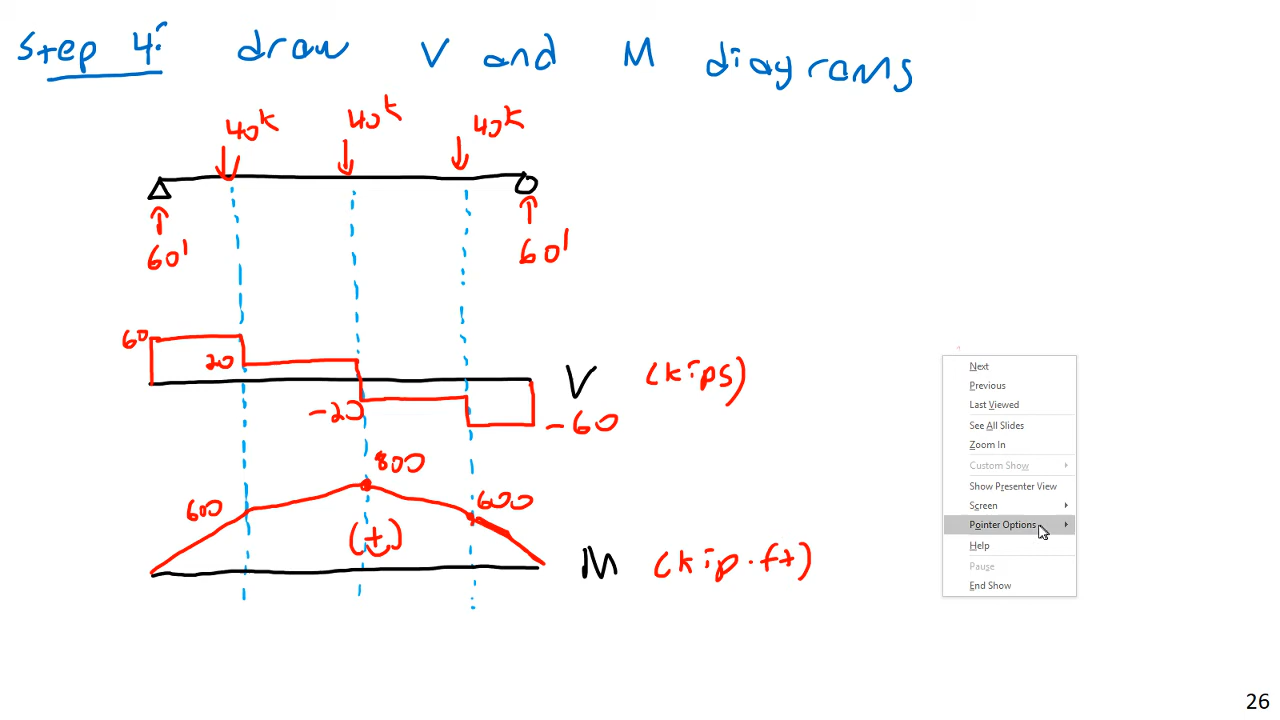 Step 4: draw V and M diagrams
40k 40k 40k
60' 60'
60
20
-20
-60
V (kips)
800
600
600
(+)
M (kip.ft)
Next
Previous
Last Viewed
See All Slides
Zoom In
Custom Show
Show Presenter View
Screen
Pointer Options
Help
Pause
End Show
26